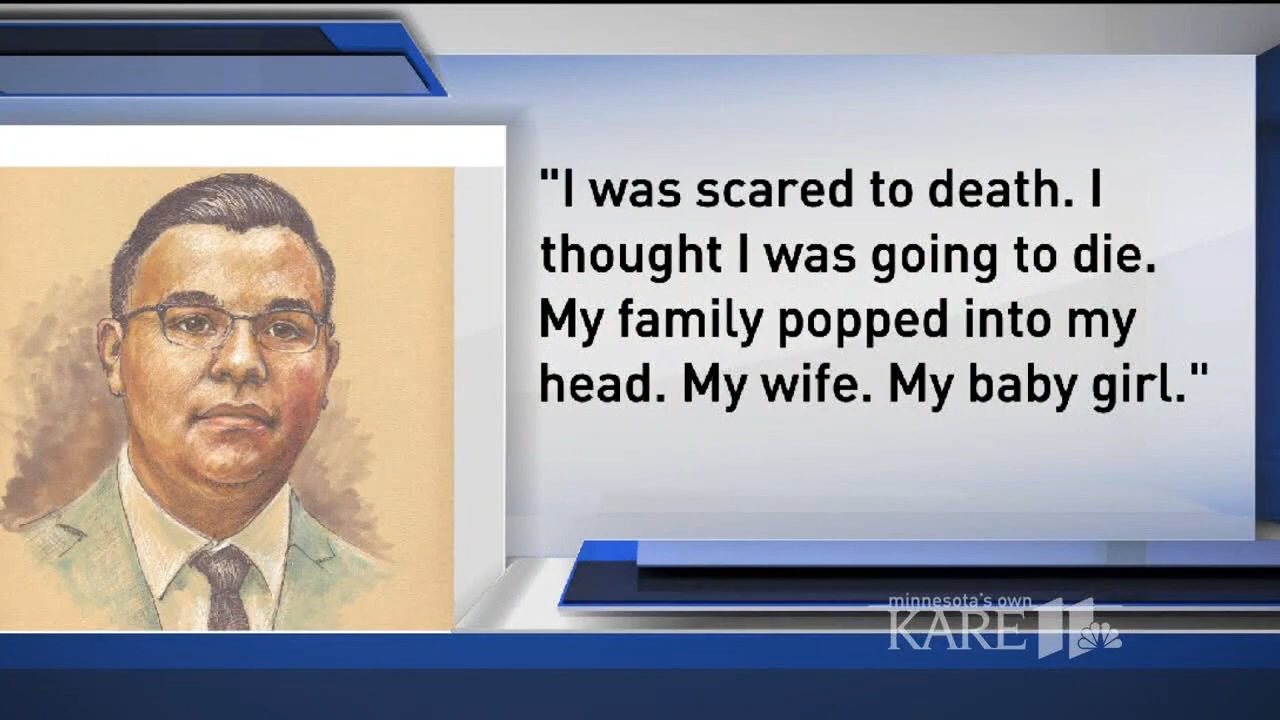 "I was scared to death. I
thought I was going to die.
My family popped into my
head. My wife. My baby girl."
minnesota's own
KARE 11